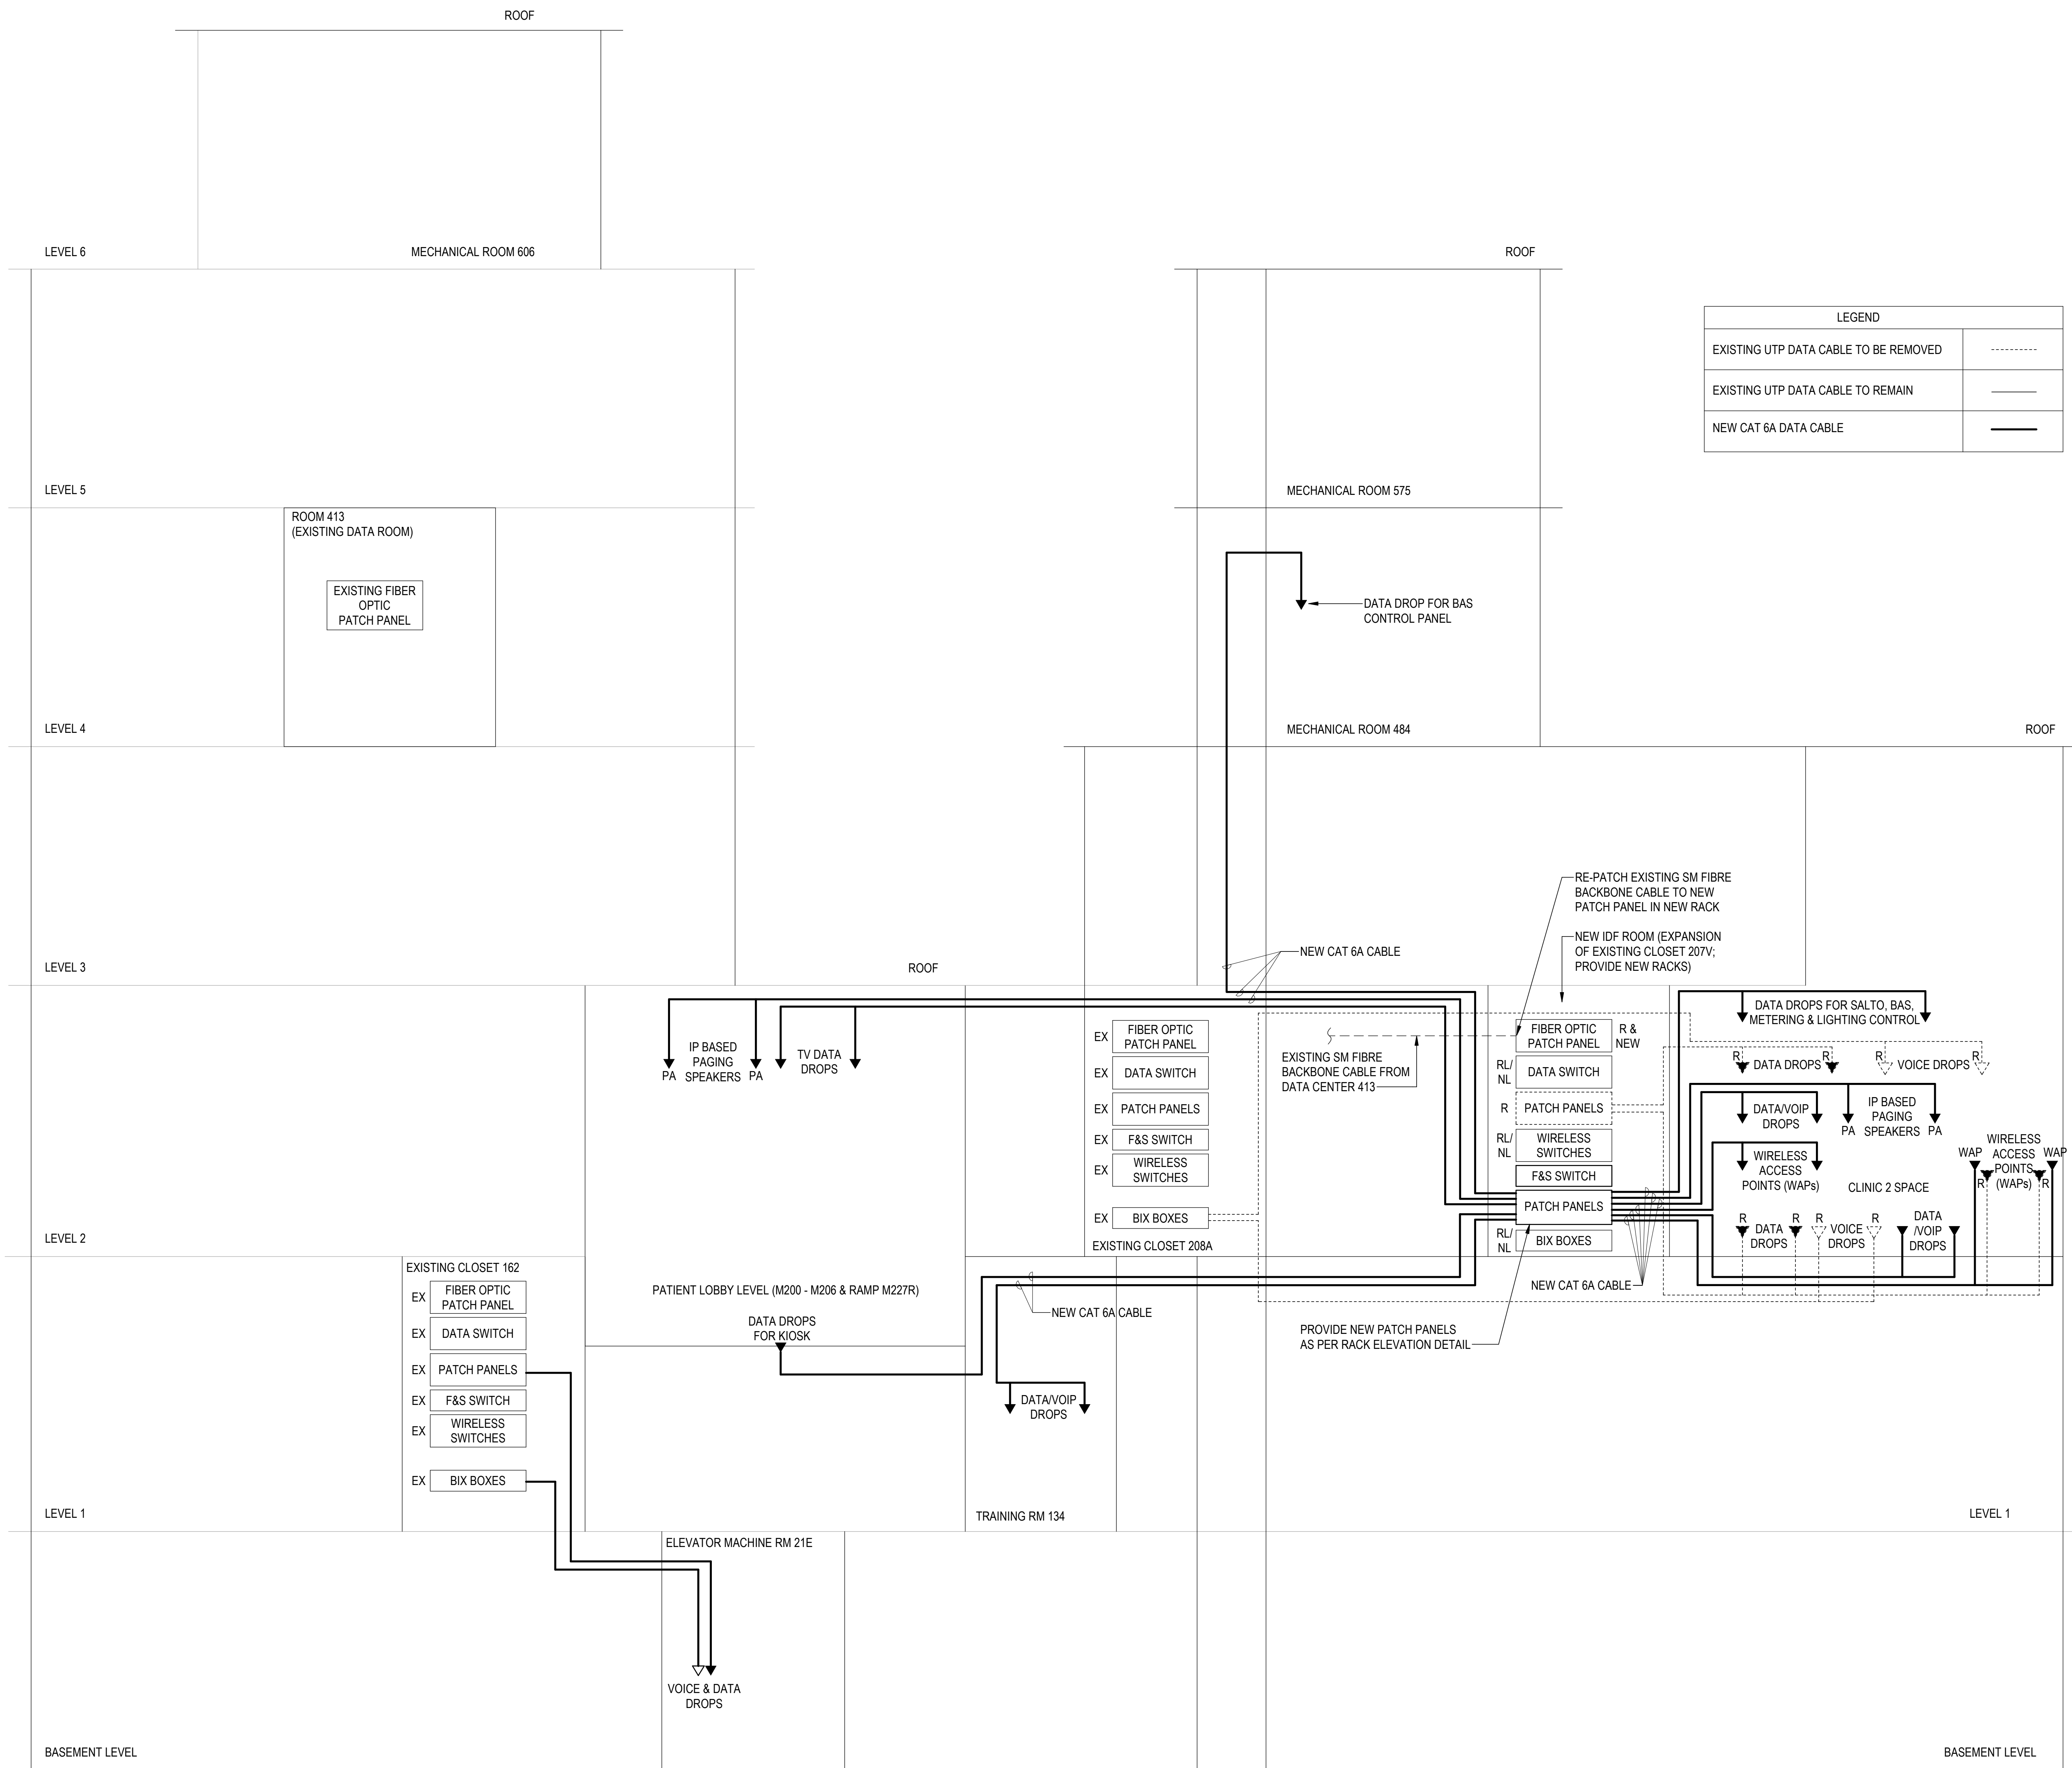 ROOF
LEVEL 6
MECHANICAL ROOM 606
ROOF
LEGEND
EXISTING UTP DATA CABLE TO BE REMOVED
EXISTING UTP DATA CABLE TO REMAIN
NEW CAT 6A DATA CABLE
LEVEL 5
MECHANICAL ROOM 575
ROOM 413
(EXISTING DATA ROOM)
EXISTING FIBER
OPTIC
PATCH PANEL
DATA DROP FOR BAS
CONTROL PANEL
LEVEL 4
MECHANICAL ROOM 484
ROOF
RE-PATCH EXISTING SM FIBRE
BACKBONE CABLE TO NEW
PATCH PANEL IN NEW RACK
NEW IDF ROOM (EXPANSION
OF EXISTING CLOSET 207V;
PROVIDE NEW RACKS)
NEW CAT 6A CABLE
LEVEL 3
ROOF
PA
IP BASED
PAGING
SPEAKERS
PA
TV DATA
DROPS
EX
FIBER OPTIC
PATCH PANEL
EX
DATA SWITCH
EX
PATCH PANELS
EX
F&S SWITCH
EX
WIRELESS
SWITCHES
EX
BIX BOXES
EXISTING CLOSET 208A
EXISTING SM FIBRE
BACKBONE CABLE FROM
DATA CENTER 413
FIBER OPTIC
PATCH PANEL
R &
NEW
RL/
NL
DATA SWITCH
R
PATCH PANELS
RL/
NL
WIRELESS
SWITCHES
F&S SWITCH
PATCH PANELS
RL/
NL
BIX BOXES
DATA DROPS FOR SALTO, BAS,
METERING & LIGHTING CONTROL
R
DATA DROPS
R
R
VOICE DROPS
R
DATA/VOIP
DROPS
PA
IP BASED
PAGING
SPEAKERS
PA
WIRELESS
ACCESS
POINTS (WAPs)
WAP
WIRELESS
ACCESS
POINTS
(WAPs)
WAP
R
R
CLINIC 2 SPACE
R
DATA
DROPS
R
R
VOICE
DROPS
R
DATA
/VOIP
DROPS
LEVEL 2
NEW CAT 6A CABLE
EXISTING CLOSET 162
EX
FIBER OPTIC
PATCH PANEL
EX
DATA SWITCH
EX
PATCH PANELS
EX
F&S SWITCH
EX
WIRELESS
SWITCHES
EX
BIX BOXES
PATIENT LOBBY LEVEL (M200 - M206 & RAMP M227R)
DATA DROPS
FOR KIOSK
NEW CAT 6A CABLE
PROVIDE NEW PATCH PANELS
AS PER RACK ELEVATION DETAIL
DATA/VOIP
DROPS
LEVEL 1
TRAINING RM 134
LEVEL 1
ELEVATOR MACHINE RM 21E
VOICE & DATA
DROPS
BASEMENT LEVEL
BASEMENT LEVEL